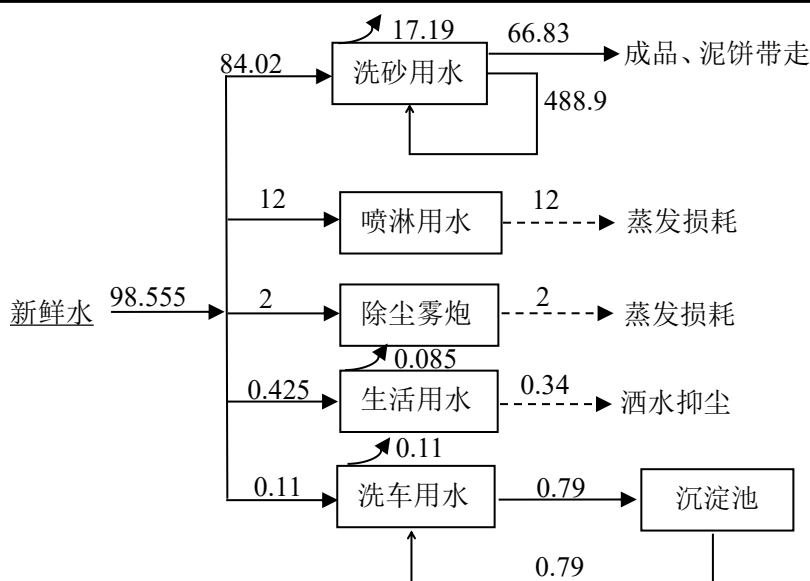 17.19
66.83
成品、泥饼带走
84.02
洗砂用水
488.9
12
喷淋用水
12
蒸发损耗
新鲜水
98.555
2
除尘雾炮
2
蒸发损耗
0.085
0.425
生活用水
0.34
洒水抑尘
0.11
0.11
洗车用水
0.79
沉淀池
0.79